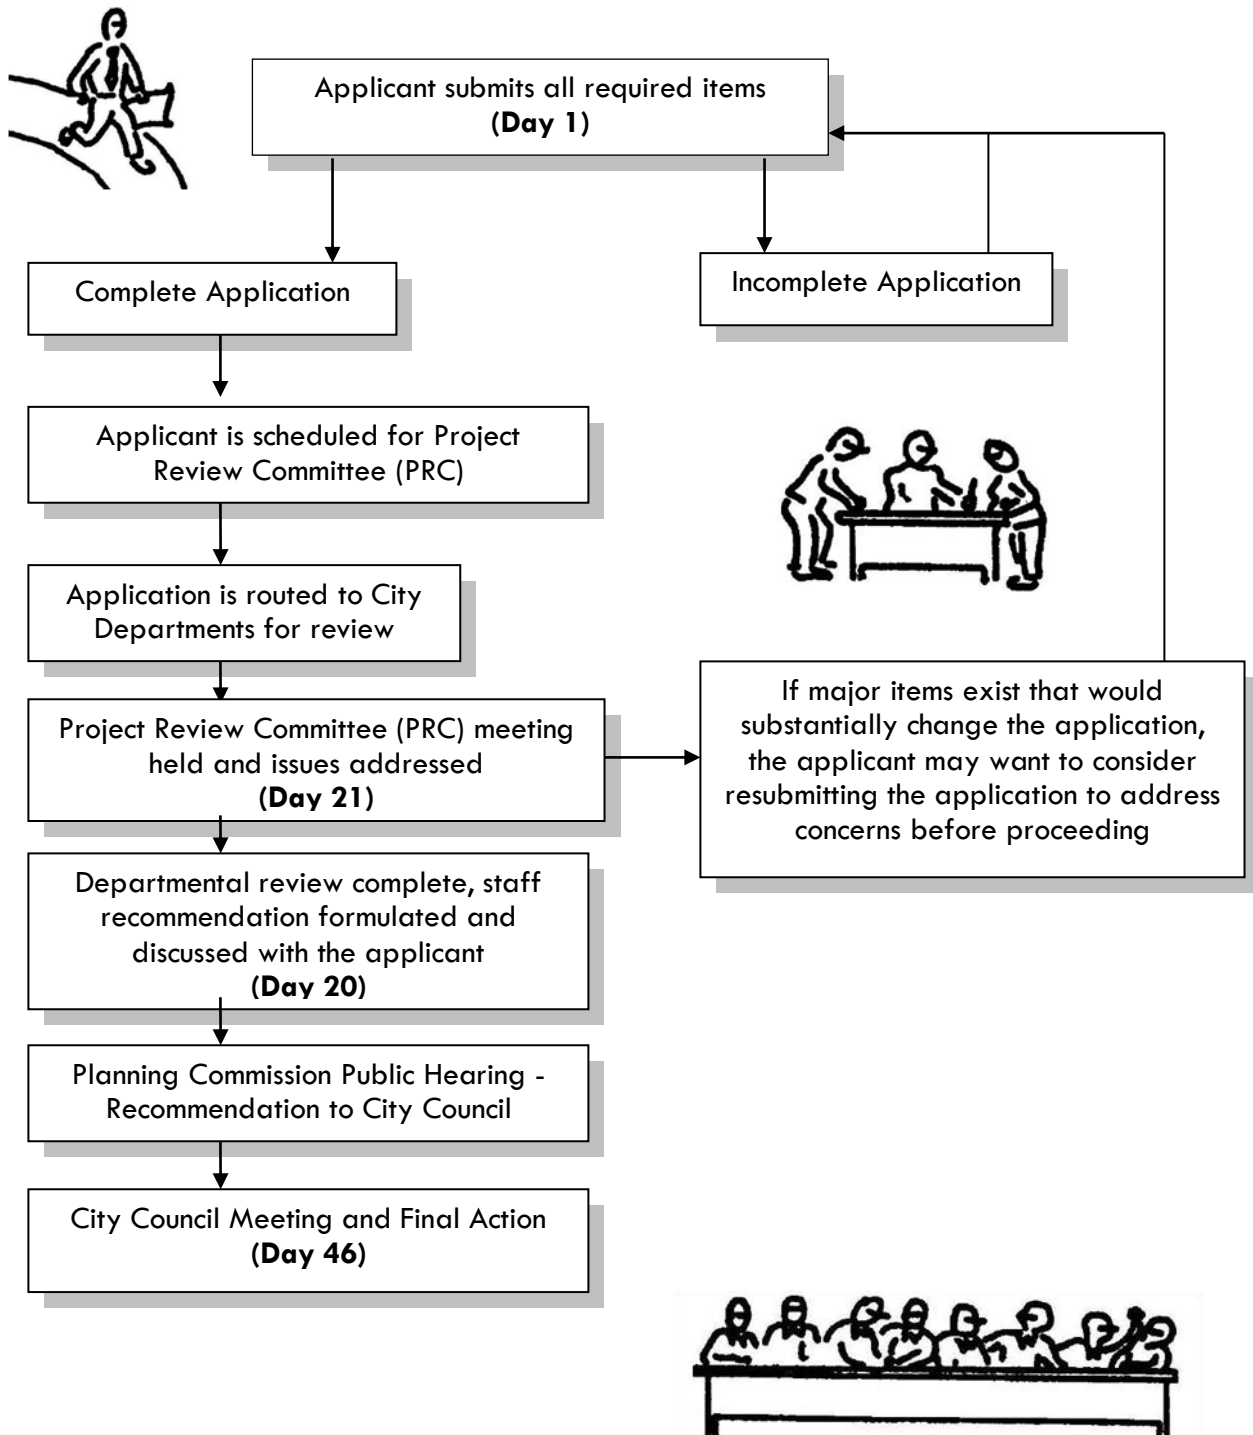 Applicant submits all required items
(Day 1)
Complete Application
Incomplete Application
Applicant is scheduled for Project
Review Committee (PRC)
Application is routed to City
Departments for review
Project Review Committee (PRC) meeting
held and issues addressed
(Day 21)
If major items exist that would
substantially change the application,
the applicant may want to consider
resubmitting the application to address
concerns before proceeding
Departmental review complete, staff
recommendation formulated and
discussed with the applicant
(Day 20)
Planning Commission Public Hearing -
Recommendation to City Council
City Council Meeting and Final Action
(Day 46)